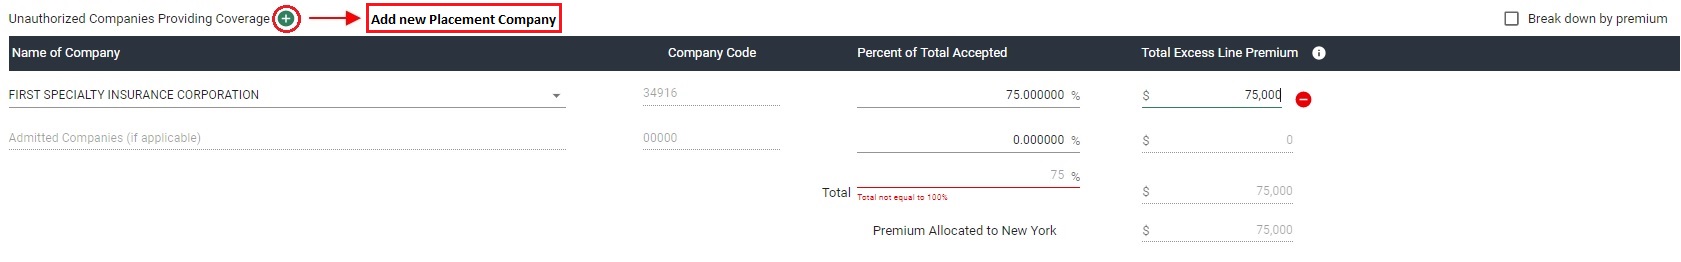 Unauthorized Companies Providing Coverage Add new Placement Company Break down by premium
Name of Company Company Code Percent of Total Accepted Total Excess Line Premium
FIRST SPECIALTY INSURANCE CORPORATION 34916 75.000000 % $ 75,000
Admitted Companies (if applicable) 00000 0.000000 % $ 0
75 %
Total $ 75,000
Total not equal to 100%
Premium Allocated to New York $ 75,000